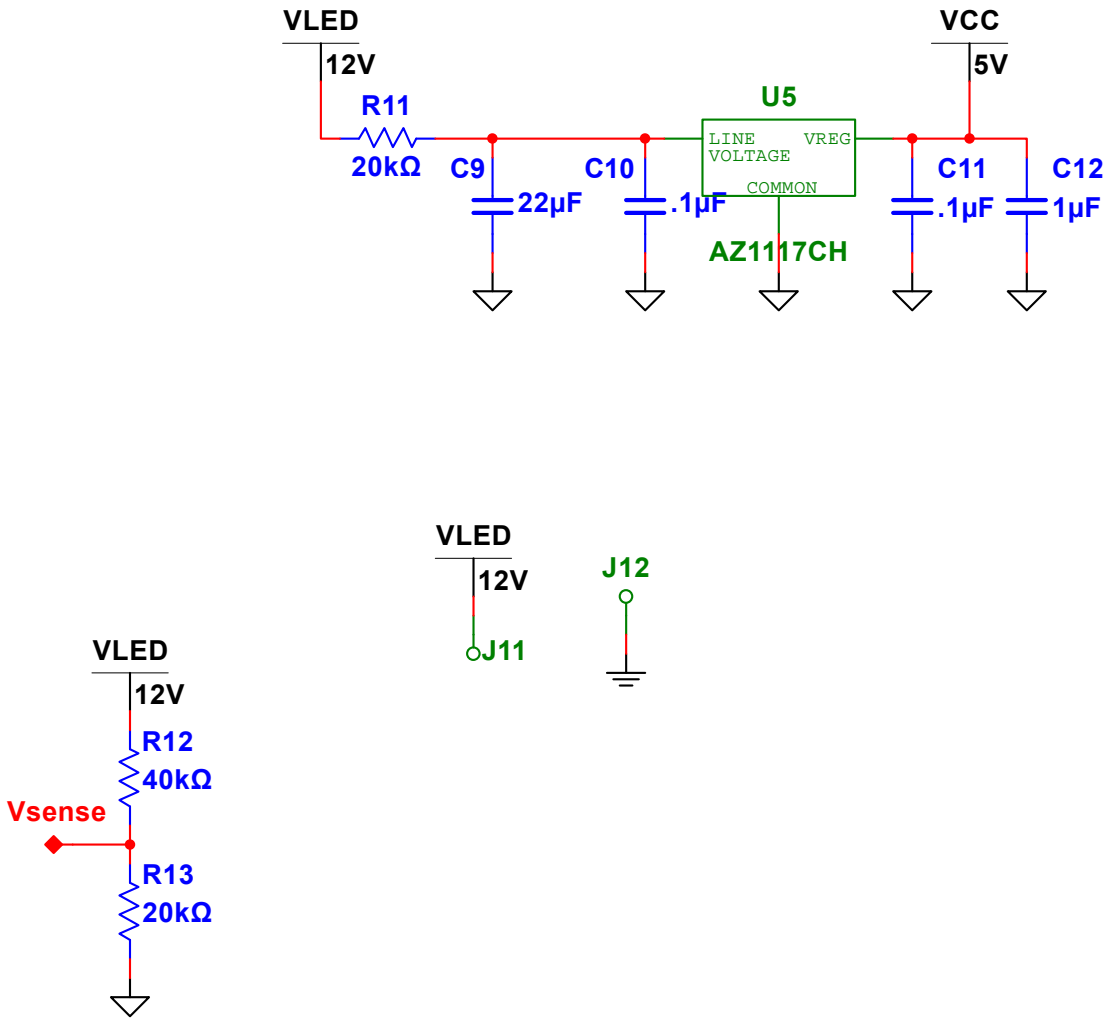 VLED
12V
R11
20kΩ
C9
22µF
C10
.1µF
U5
LINE VOLTAGE
VREG
COMMON
AZ1117CH
VCC
5V
C11
.1µF
C12
1µF
VLED
12V
J11
J12
VLED
12V
R12
40kΩ
Vsense
R13
20kΩ